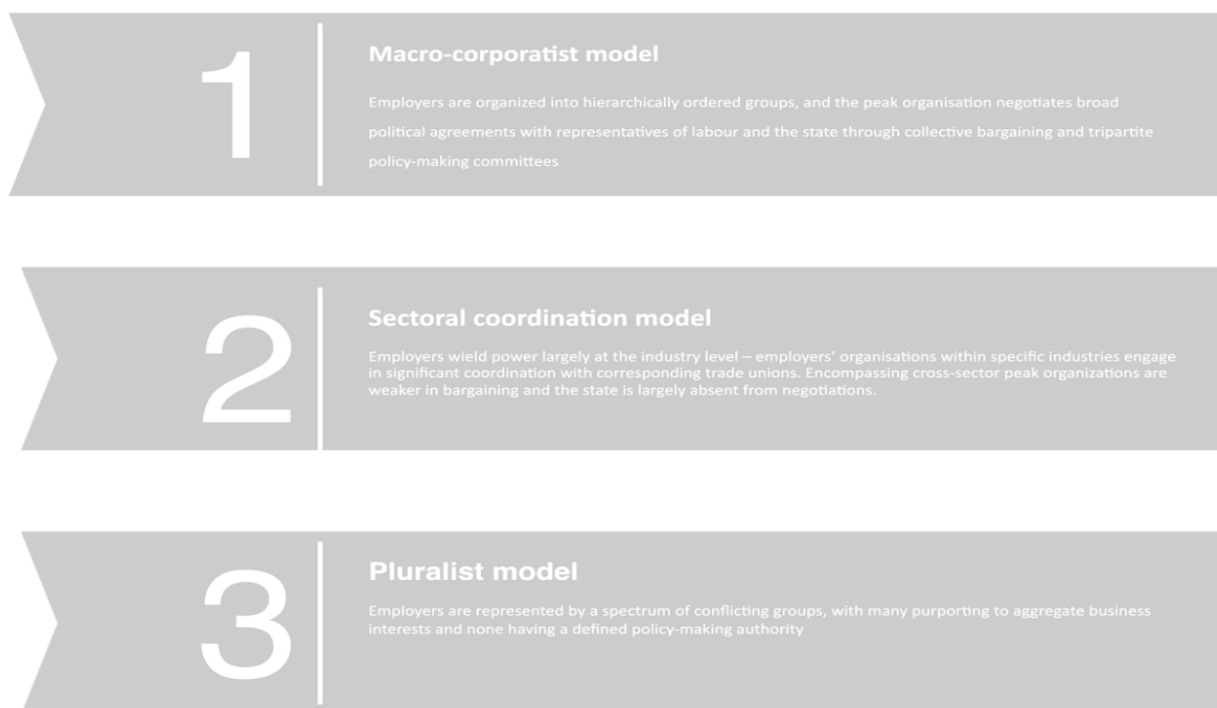 1
Macro-corporatist model
Employers are organized into hierarchically ordered groups, and the peak organisation negotiates broad
political agreements with representatives of labour and the state through collective bargaining and tripartite
policy-making committees
2
Sectoral coordination model
Employers wield power largely at the industry level – employers’ organisations within specific industries engage
in significant coordination with corresponding trade unions. Encompassing cross-sector peak organizations are
weaker in bargaining and the state is largely absent from negotiations.
3
Pluralist model
Employers are represented by a spectrum of conflicting groups, with many purporting to aggregate business
interests and none having a defined policy-making authority